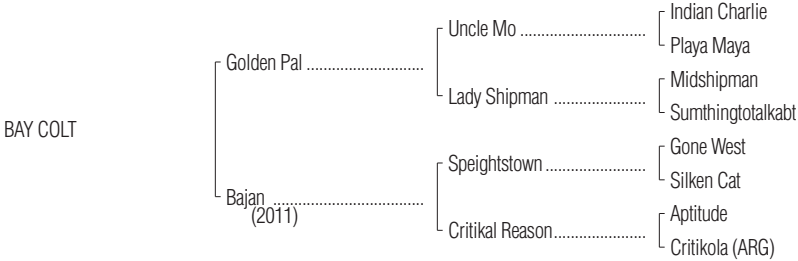 Indian Charlie
Uncle Mo ..............................
Playa Maya
Golden Pal ............................
Midshipman
Lady Shipman ......................
Sumthingtotalkabt
BAY COLT
Gone West
Speightstown ........................
Silken Cat
Bajan ....................................
(2011)
Aptitude
Critikal Reason......................
Critikola (ARG)